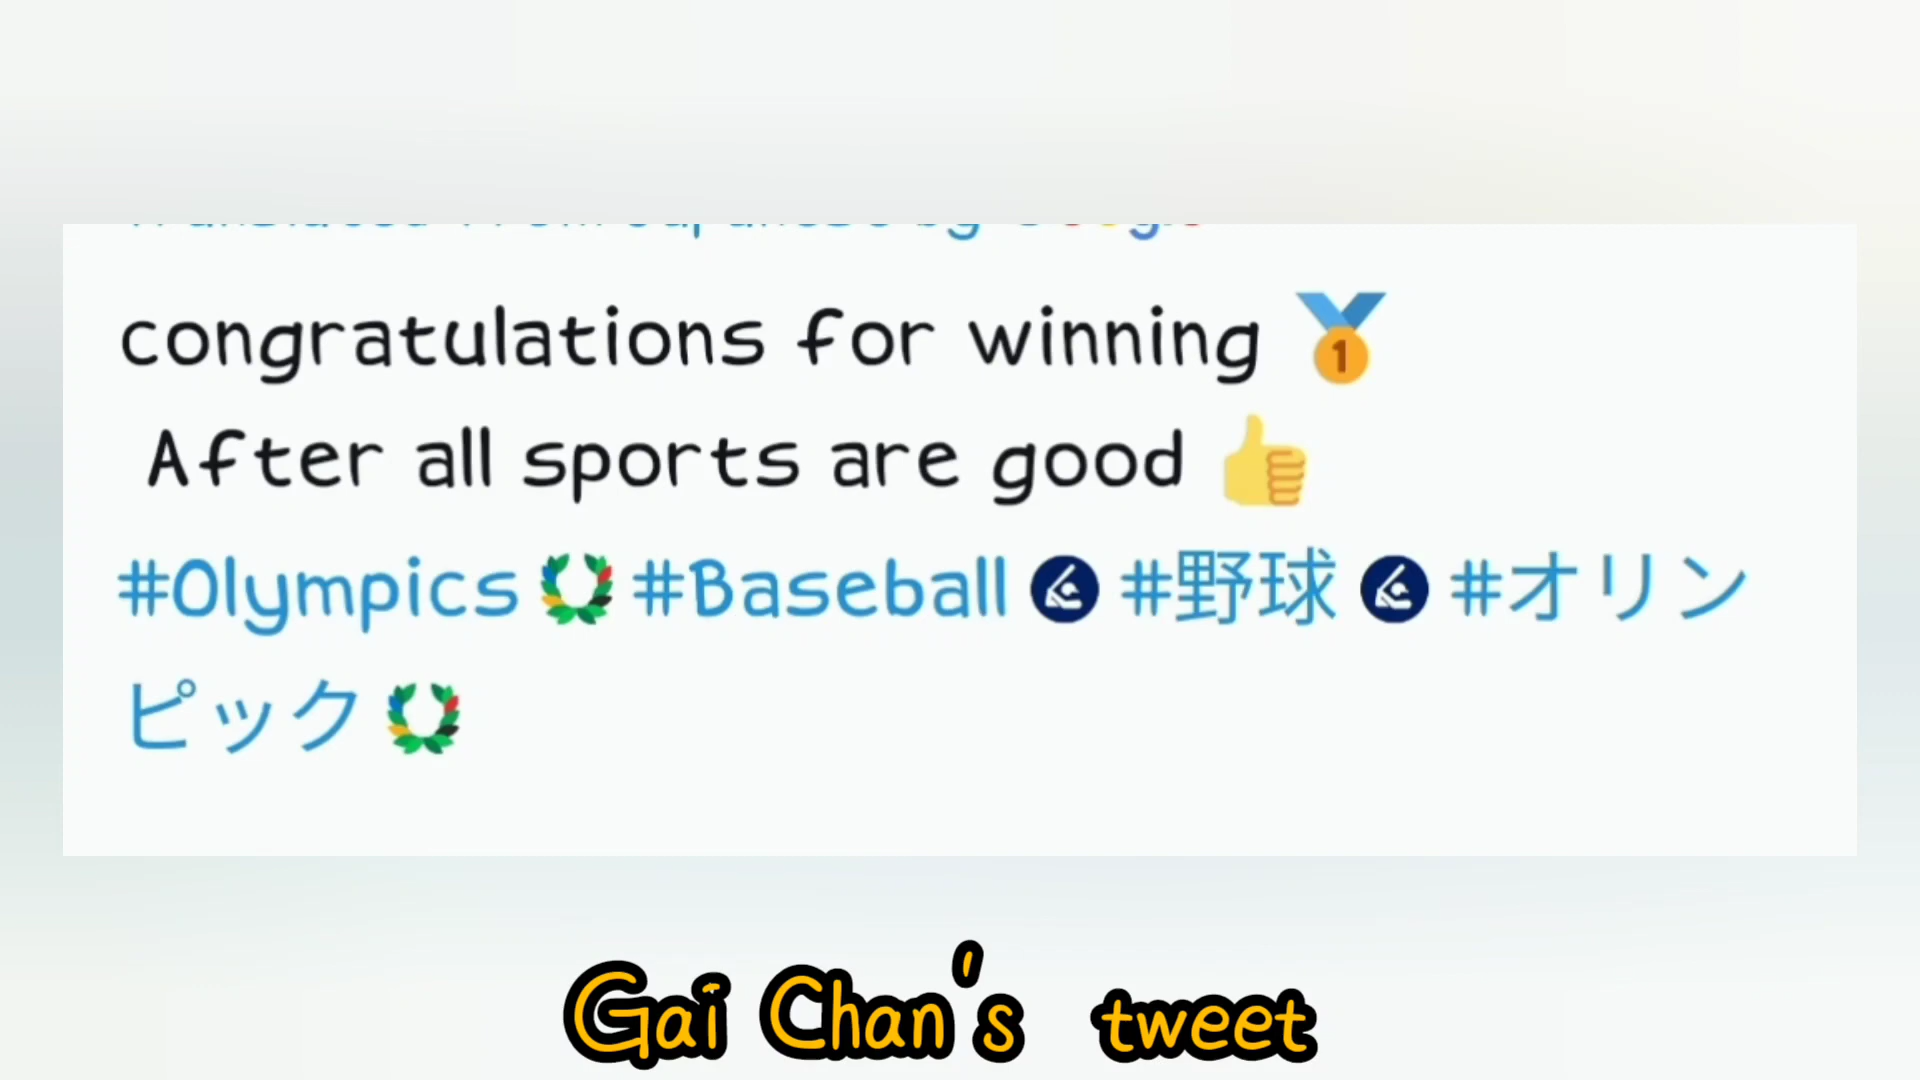 congratulations for winning 🥇
After all sports are good 👍
#Olympics #Baseball #野球 #オリン
ピック
Gai Chan's tweet